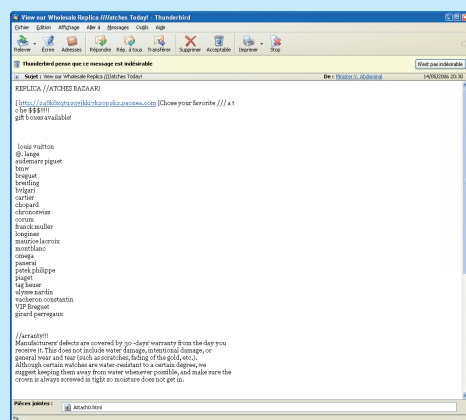 View our Wholesale Replica ///atches Today! - Thunderbird
Fichier Edition Affichage Aller à Messages Outils Aide
Relever Écrire Adresses Répondre Rép. à tous Transférer Supprimer Acceptable Imprimer Stop
Thunderbird pense que ce message est indésirable
N'est pas indésirable
Sujet : View our Wholesale Replica ///atches Today!
De : Minister V. Abdominal
14/05/2006 20:30
REPLICA //ATCHES BAZAAR!
]Chose your favorite /// a t
c he $$$!!!!
gift boxes available!
louis vuitton
@. lange
audemars piguet
bmw
breguet
breitling
bvlgari
cartier
chopard
chronoswiss
corum
franck muller
longines
maurice lacroix
montblanc
omega
panerai
patek philippe
piaget
tag heuer
ulysse nardin
vacheron constantin
VIP Breguet
girard perregaux
//arranty!!!
Manufacturers' defects are covered by 30 -days' warranty from the day you
receive it. This does not include water damage, intentional damage, or
general wear and tear (such as scratches, fading of the gold, etc.).
Although certain watches are water-resistant to a certain degree, we
suggest keeping them away from water whenever possible, and make sure the
crown is always screwed in tight so moisture does not get in.
Pièces jointes :
Attach0.html